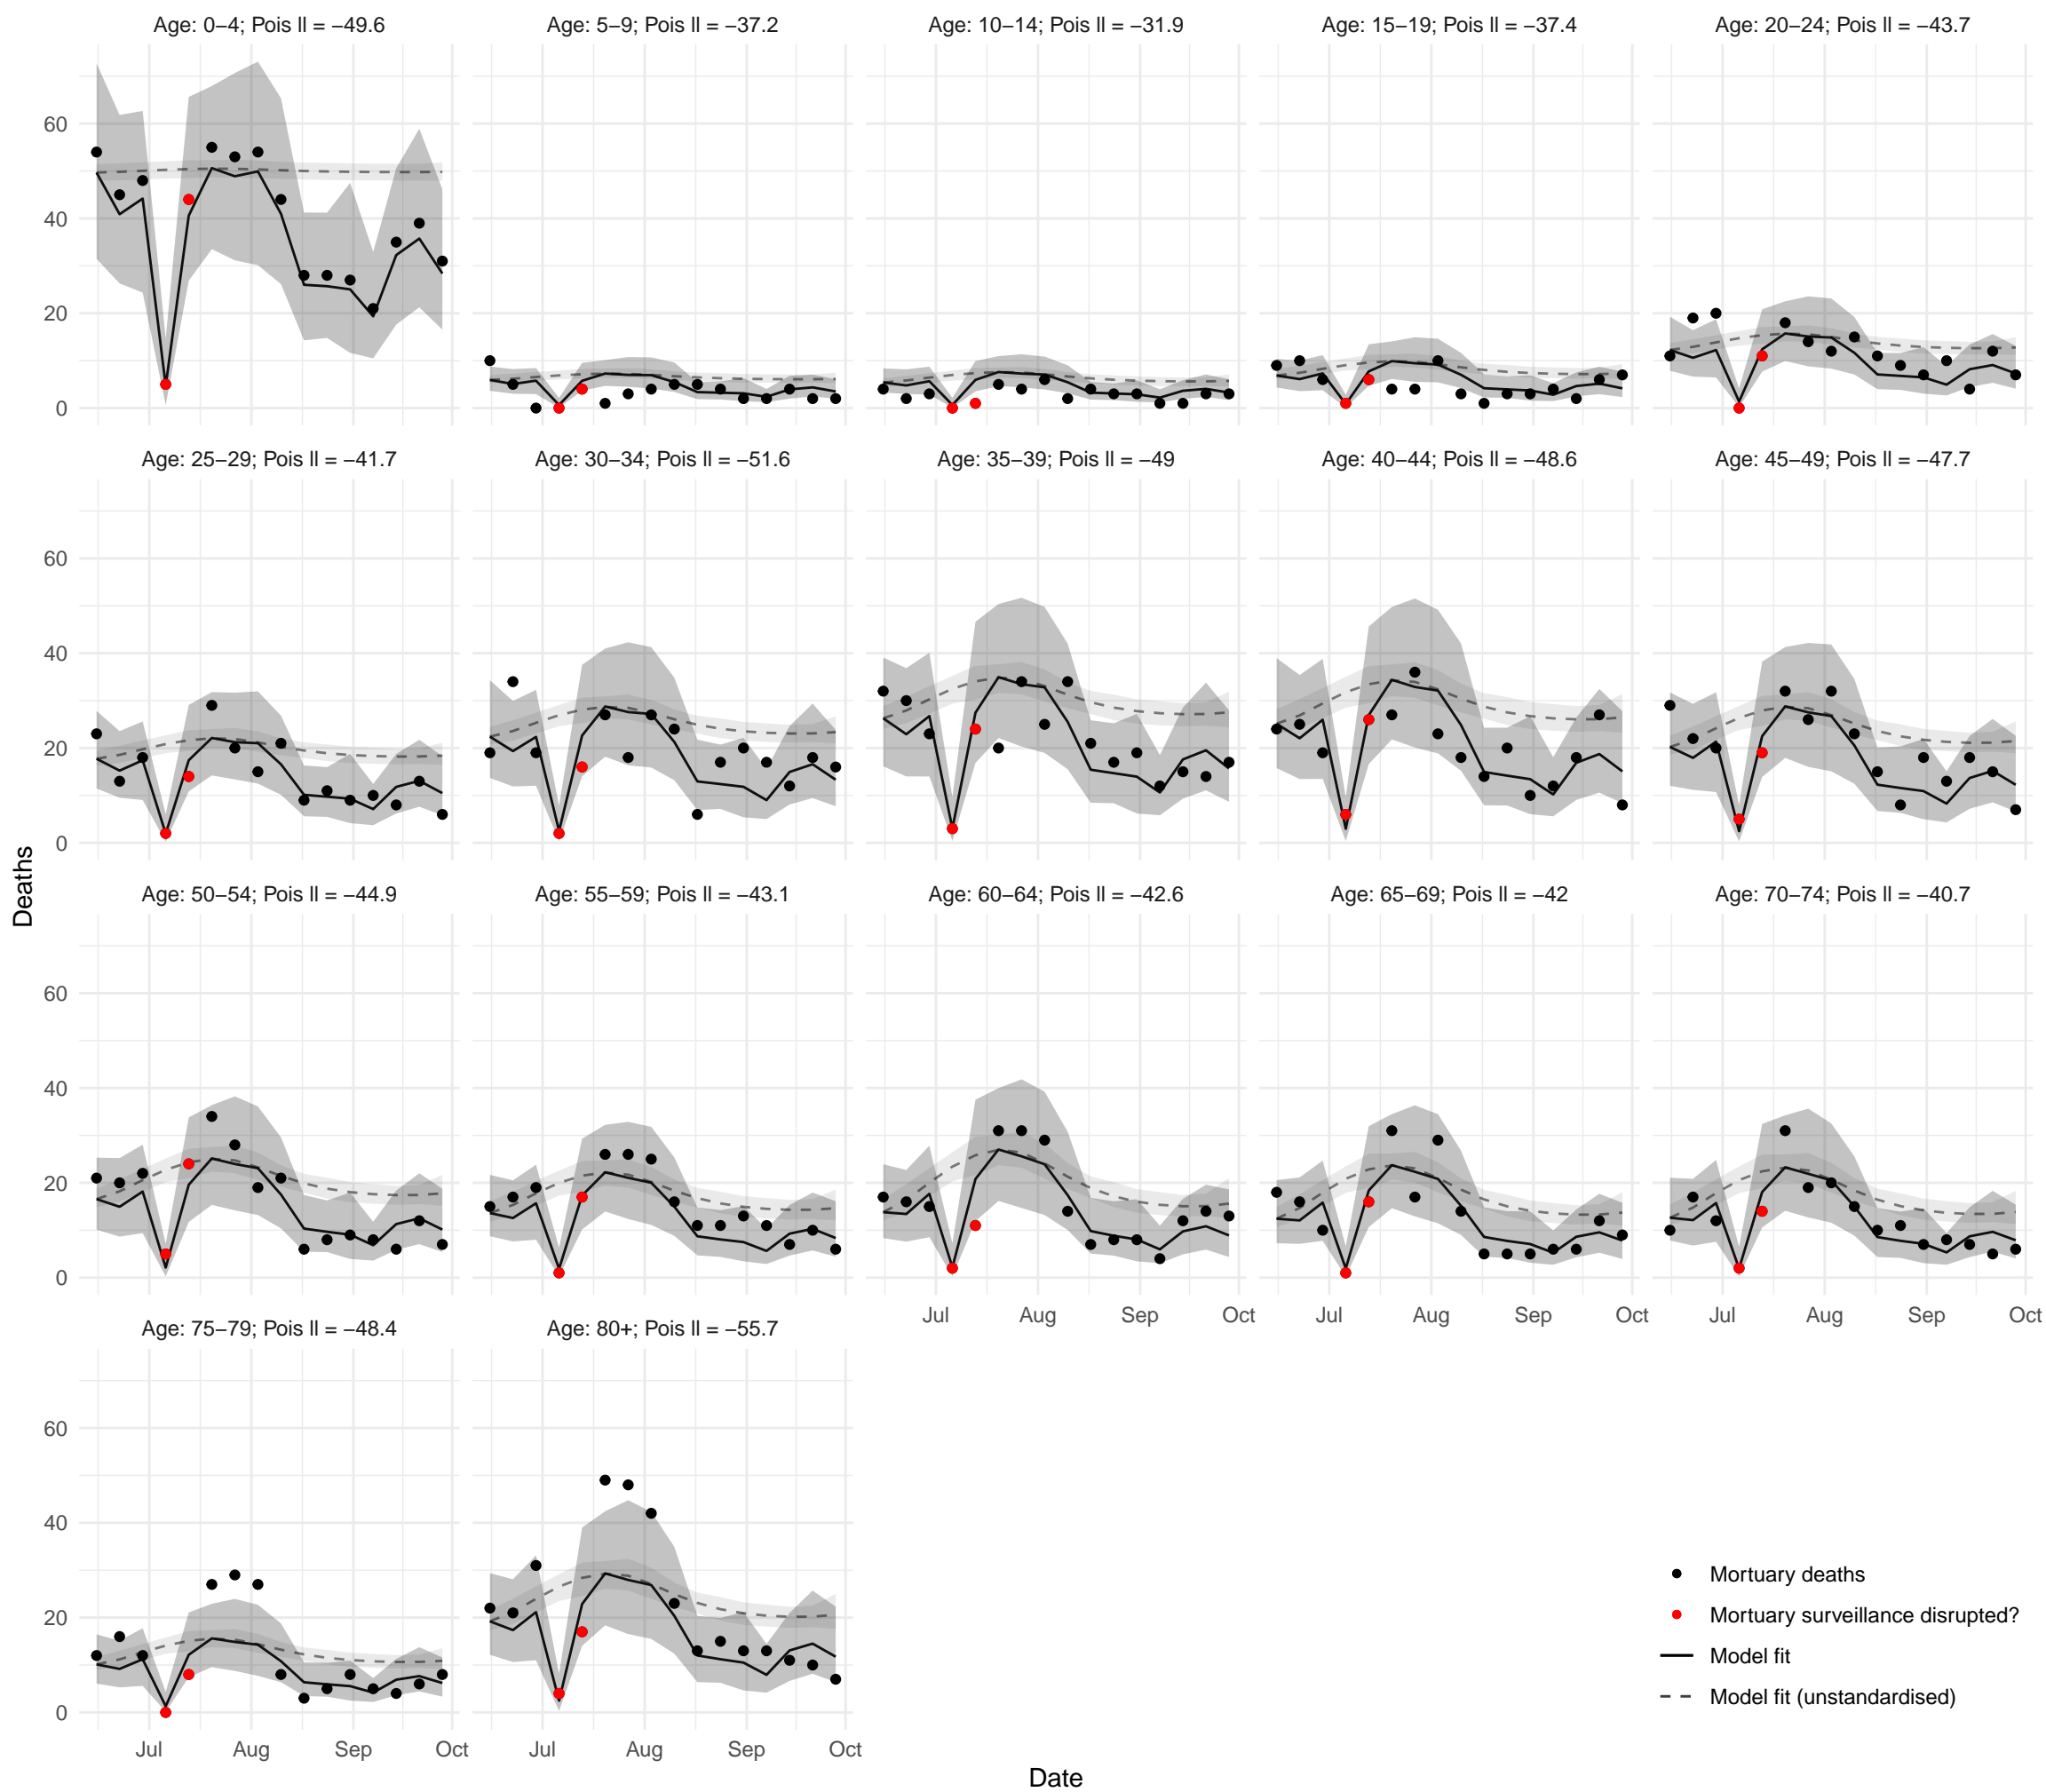 Age: 0–4; Pois ll = −49.6
Age: 5–9; Pois ll = −37.2
Age: 10–14; Pois ll = −31.9
Age: 15–19; Pois ll = −37.4
Age: 20–24; Pois ll = −43.7
60
40
20
0
Age: 25–29; Pois ll = −41.7
Age: 30–34; Pois ll = −51.6
Age: 35–39; Pois ll = −49
Age: 40–44; Pois ll = −48.6
Age: 45–49; Pois ll = −47.7
60
40
20
0
Deaths
Age: 50–54; Pois ll = −44.9
Age: 55–59; Pois ll = −43.1
Age: 60–64; Pois ll = −42.6
Age: 65–69; Pois ll = −42
Age: 70–74; Pois ll = −40.7
60
40
20
0
Jul Aug Sep Oct
Jul Aug Sep Oct
Jul Aug Sep Oct
Age: 75–79; Pois ll = −48.4
Age: 80+; Pois ll = −55.7
60
40
20
0
Jul Aug Sep Oct
Jul Aug Sep Oct
Mortuary deaths
Mortuary surveillance disrupted?
Model fit
Model fit (unstandardised)
Date